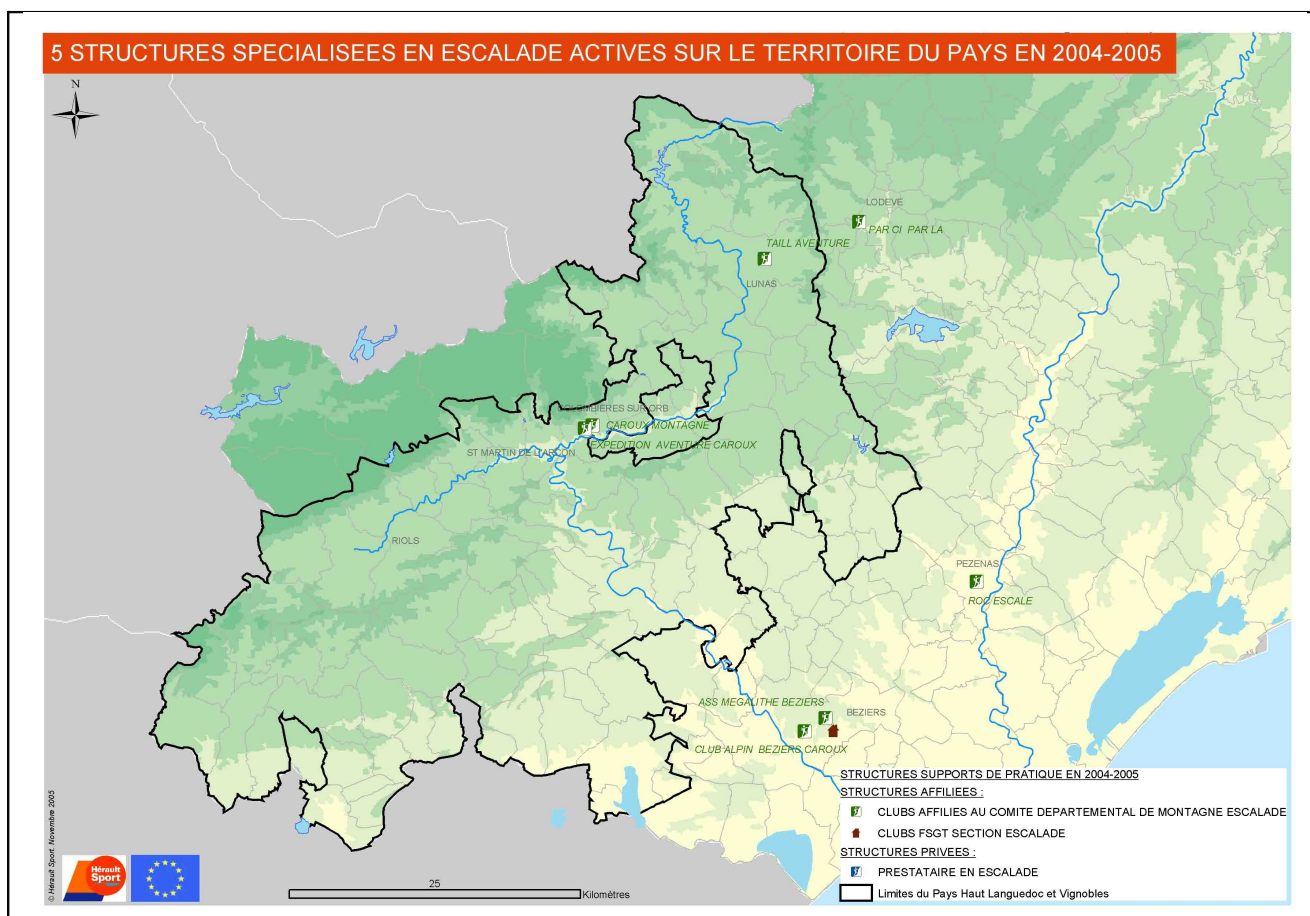 5 STRUCTURES SPECIALISEES EN ESCALADE ACTIVES SUR LE TERRITOIRE DU PAYS EN 2004-2005
N
LODEVE
PAR CI PAR LA
TAILL AVENTURE
LUNAS
COLOMBIERES SUR ORB
CAROUX MONTAGNE
EXPEDITION AVENTURE CAROUX
ST MARTIN DE L'ARCON
RIOLS
PEZENAS
ROC ESCALE
ASS MEGALITHE BEZIERS
BEZIERS
CLUB ALPIN BEZIERS CAROUX
STRUCTURES SUPPORTS DE PRATIQUE EN 2004-2005
STRUCTURES AFFILIEES :
CLUBS AFFILIES AU COMITE DEPARTEMENTAL DE MONTAGNE ESCALADE
CLUBS FSGT SECTION ESCALADE
STRUCTURES PRIVEES :
PRESTATAIRE EN ESCALADE
Limites du Pays Haut Languedoc et Vignobles
© Hérault Sport. Novembre 2005
Hérault
Sport
25
Kilomètres